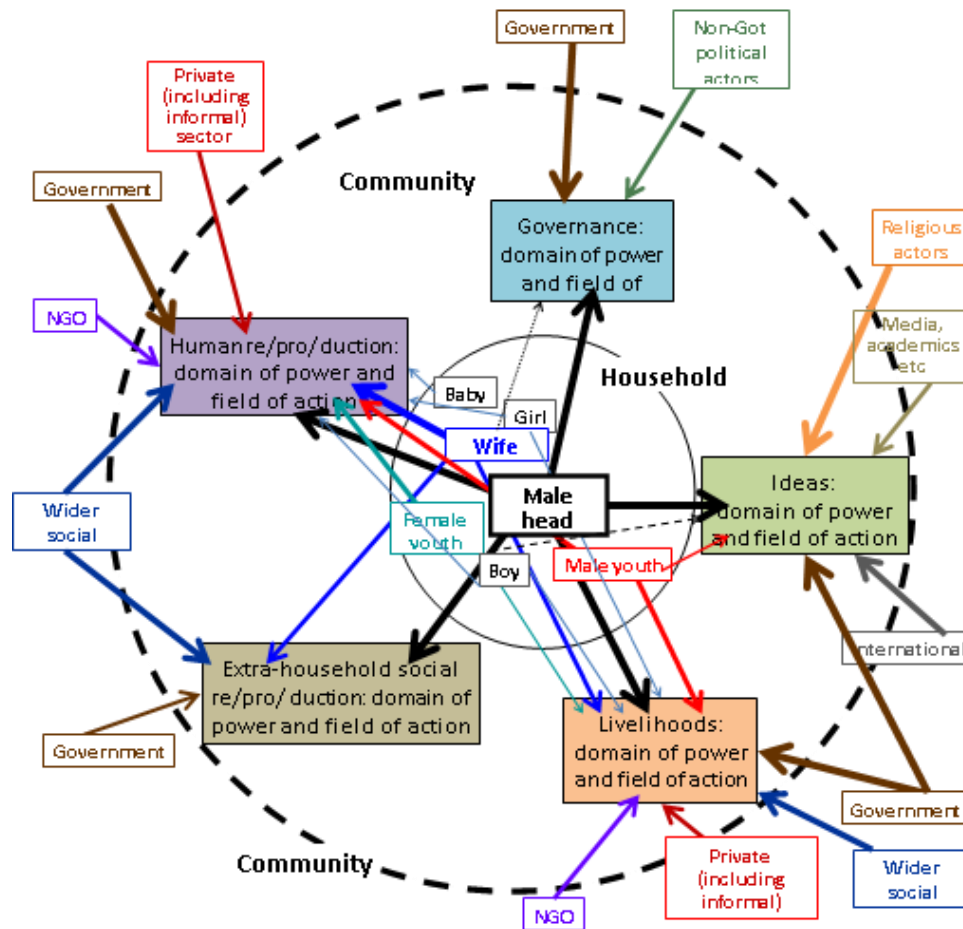 Government
Non-Got
political
actors
Private
(including
informal)
sector
Community
Government
Governance:
domain of power
and field of
Religious
actors
NGO
Media,
academics
etc
Human re/pro/duction:
domain of power and
field of action
Household
Baby
Girl
Wife
Male
head
Ideas:
domain of power
and field of action
Wider
social
Female
youth
Boy
Male youth
International
Extra-household social
re/pro/duction: domain of
power and field of action
Government
Livelihoods:
domain of power
and field of action
Government
Community
Private
(including
informal)
Wider
social
NGO